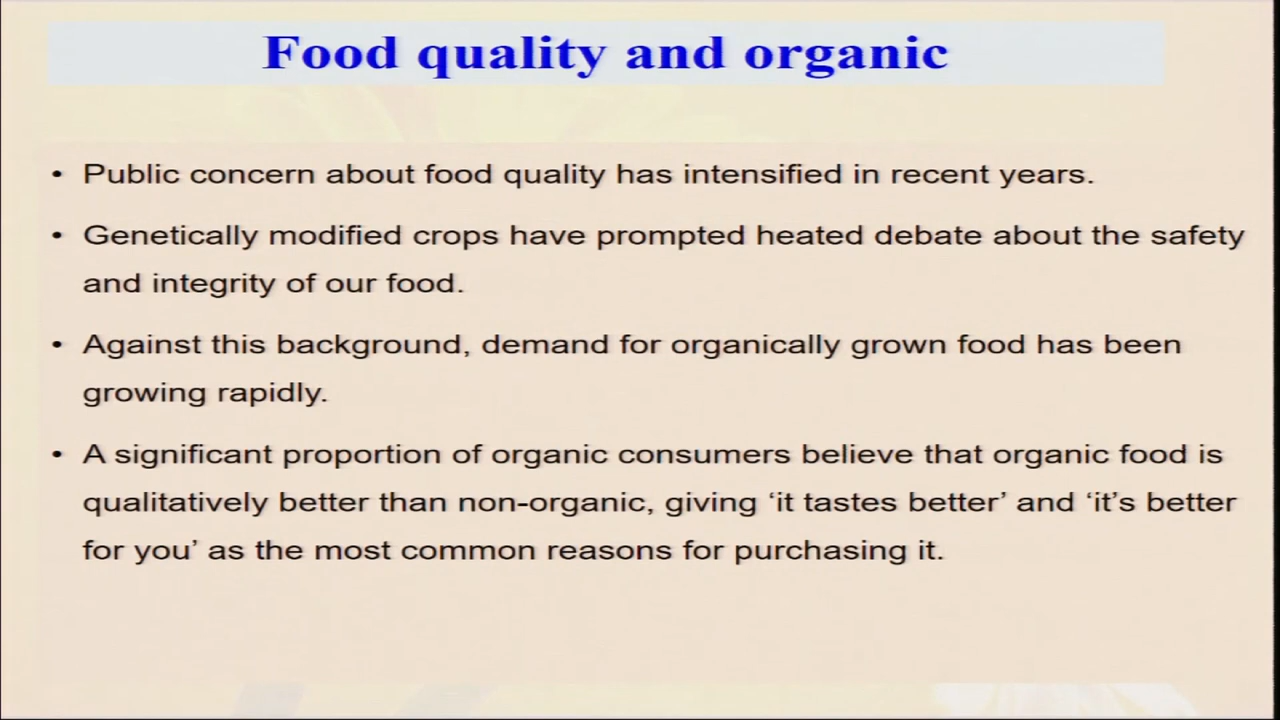 Food quality and organic
• Public concern about food quality has intensified in recent years.
• Genetically modified crops have prompted heated debate about the safety
and integrity of our food.
• Against this background, demand for organically grown food has been
growing rapidly.
• A significant proportion of organic consumers believe that organic food is
qualitatively better than non-organic, giving ‘it tastes better’ and ‘it’s better
for you’ as the most common reasons for purchasing it.